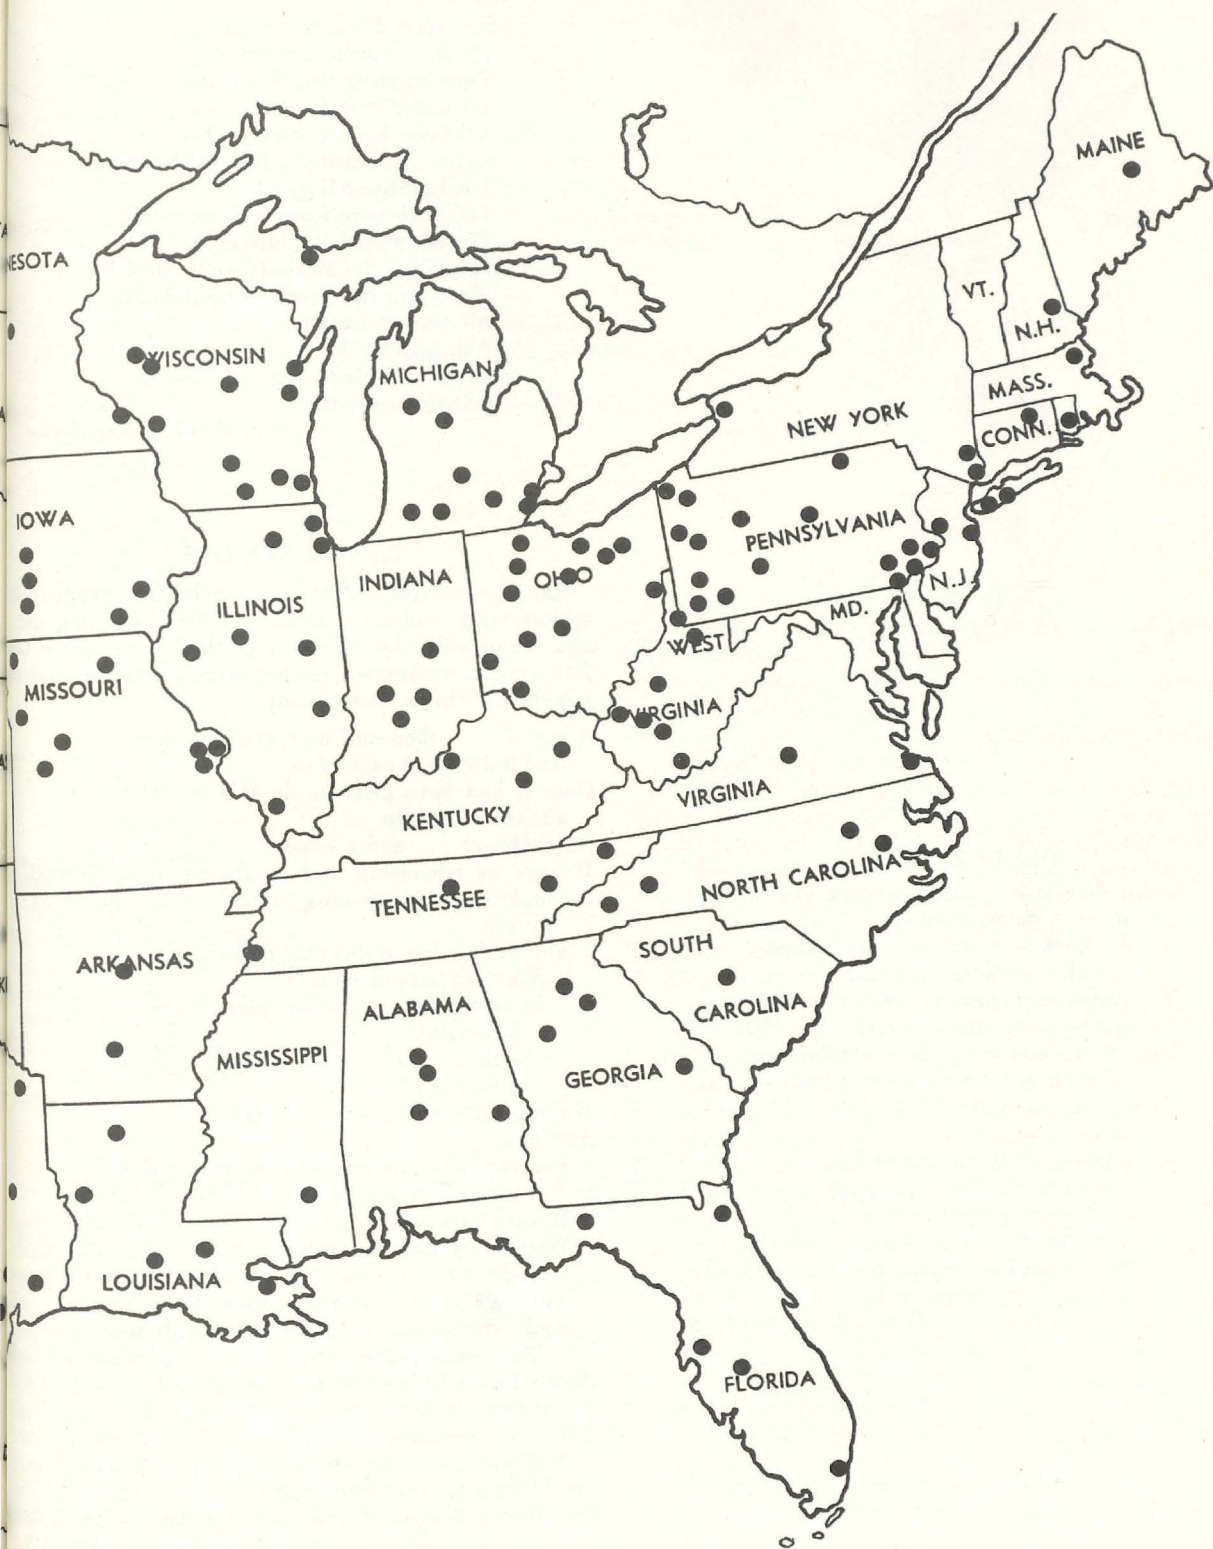 MAINE
NESOTA
VT.
N.H.
WISCONSIN
MICHIGAN
MASS.
NEW YORK
CONN.
IOWA
PENNSYLVANIA
INDIANA
OHIO
ILLINOIS
N.J.
MD.
WEST
VIRGINIA
MISSOURI
VIRGINIA
KENTUCKY
NORTH CAROLINA
TENNESSEE
SOUTH
CAROLINA
ARKANSAS
ALABAMA
MISSISSIPPI
GEORGIA
LOUISIANA
FLORIDA